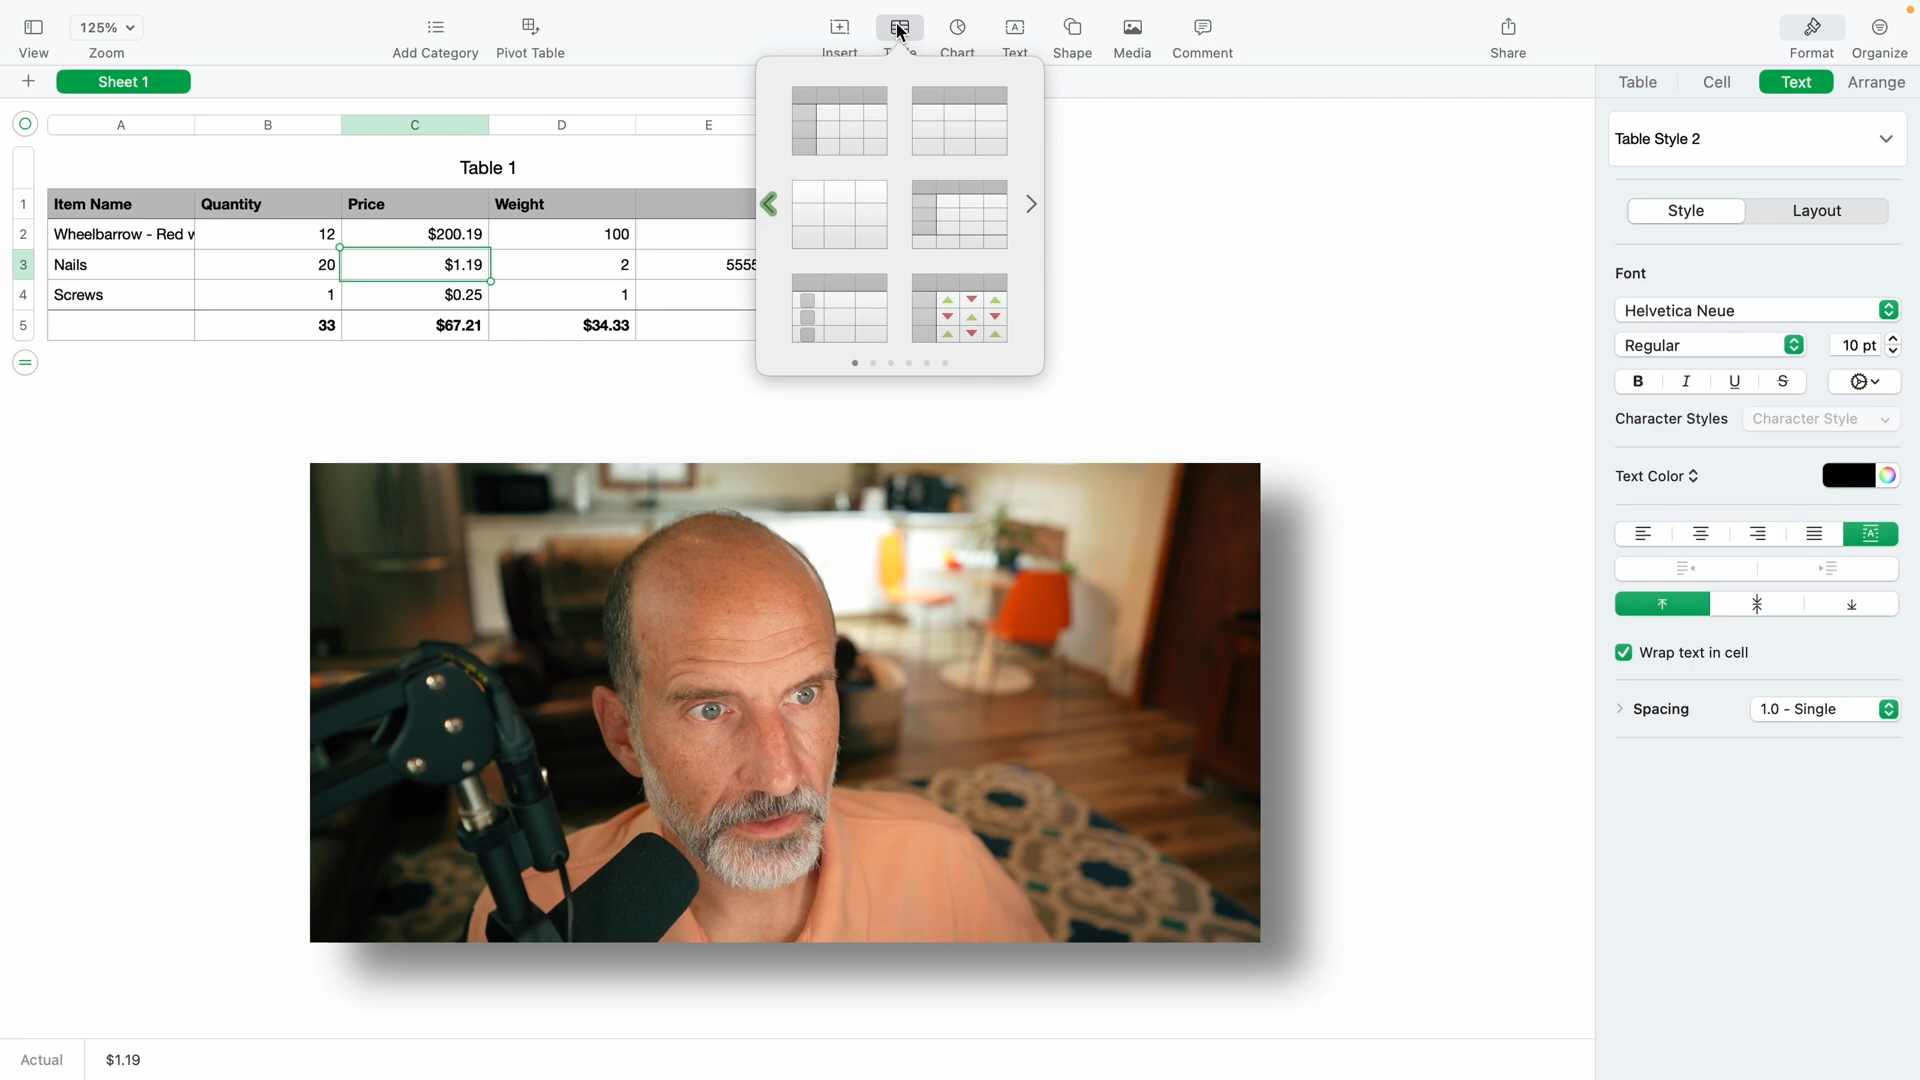 125%
View
Zoom
Add Category
Pivot Table
Insert
Table
Chart
Text
Shape
Media
Comment
Share
Format
Organize
Sheet 1
Table
Cell
Text
Arrange
A B C D E
Table 1
1 Item Name Quantity Price Weight
2 Wheelbarrow - Red w 12 $200.19 100
3 Nails 20 $1.19 2 5555
4 Screws 1 $0.25 1
5 33 $67.21 $34.33
Table Style 2
Style Layout
Font
Helvetica Neue
Regular 10 pt
B I U S
Character Styles Character Style
Text Color
Wrap text in cell
Spacing 1.0 - Single
Actual $1.19